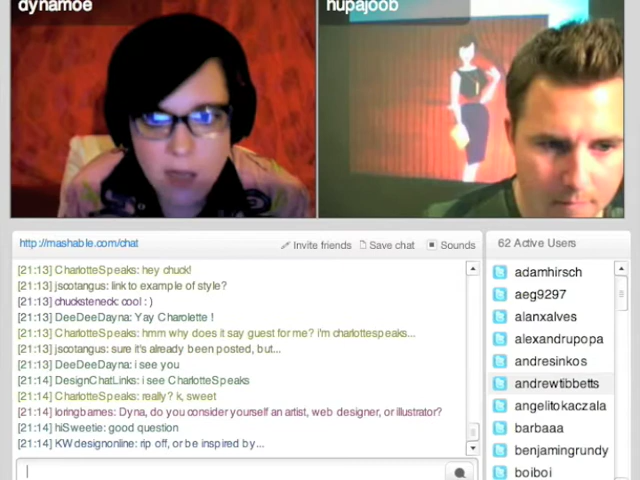 dynamoe
hupajoob
http://mashable.com/chat
Invite friends
Save chat
Sounds
62 Active Users
[21:13] CharlotteSpeaks: hey chuck!
[21:13] jscotangus: link to example of style?
[21:13] chucksteneck: cool : )
[21:13] DeeDeeDayna: Yay Charolette !
[21:13] CharlotteSpeaks: hmm why does it say guest for me? i'm charlottespeaks...
[21:13] jscotangus: sure it's already been posted, but...
[21:13] DeeDeeDayna: i see you
[21:14] DesignChatLinks: i see CharlotteSpeaks
[21:14] CharlotteSpeaks: really? k, sweet
[21:14] loringbarnes: Dyna, do you consider yourself an artist, web designer, or illustrator?
[21:14] hiSweetie: good question
[21:14] KWdesignonline: rip off, or be inspired by...
adamhirsch
aeg9297
alanxalves
alexandrupopa
andresinkos
andrewtibbetts
angelitokaczala
barbaaa
benjamingrundy
boiboi